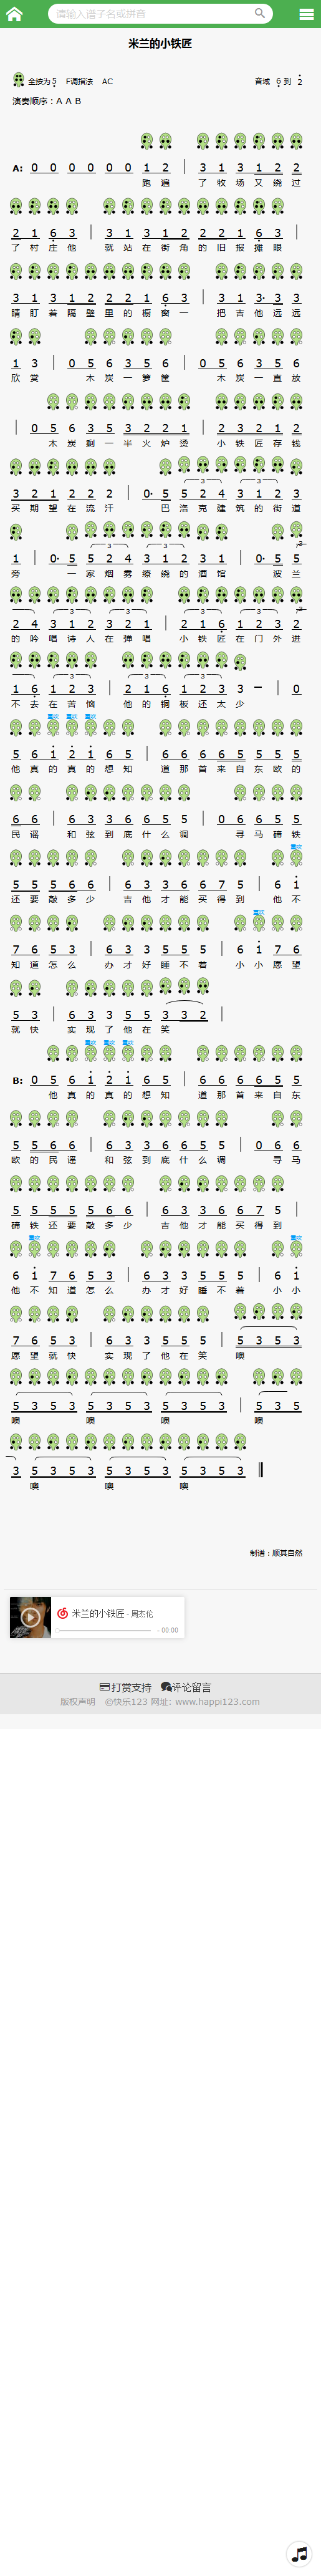 请输入谱子名或拼音
米兰的小铁匠
全按为5 F调指法 AC 音域 6 到 2
演奏顺序：A A B
A: 0 0 0 0 0 0 1 2 | 3 1 3 1 2 2
跑 遍 了 牧 场 又 绕 过
2 1 6 3 | 3 1 3 1 2 2 2 1 6 3 |
了 村 庄 他 就 站 在 街 角 的 旧 报 摊 眼
3 1 3 1 2 2 2 1 6 3 | 3 1 3· 3 3
睛 盯 着 隔 壁 里 的 橱 窗 一 把 吉 他 远 远
1 3 | 0 5 6 3 5 6 | 0 5 6 3 5 6
欣 赏 木 炭 一 箩 筐 木 炭 一 直 放
| 0 5 6 3 5 3 2 2 1 | 2 3 2 1 2
木 炭 剩 一 半 火 炉 烫 小 铁 匠 存 钱
3 2 1 2 2 2 | 0· 5 5 2 4 3 1 2 3
买 期 望 在 流 汗 巴 洛 克 建 筑 的 街 道
1 | 0· 5 5 2 4 3 1 2 3 1 | 0· 5 5
旁 一 家 烟 雾 缭 绕 的 酒 馆 波 兰
2 4 3 1 2 3 2 1 | 2 1 6 1 2 3 2
的 吟 唱 诗 人 在 弹 唱 小 铁 匠 在 门 外 进
1 6 1 2 3 | 2 1 6 1 2 3 3 – | 0
不 去 在 苦 恼 他 的 铜 板 还 太 少
高吹 高吹 高吹
5 6 1 2 1 6 5 | 6 6 6 6 5 5 5 5
他 真 的 真 的 想 知 道 那 首 来 自 东 欧 的
6 6 | 6 3 3 6 6 5 5 | 0 6 6 5 5
民 谣 和 弦 到 底 什 么 调 寻 马 蹄 铁
高吹
5 5 5 6 6 | 6 3 3 6 6 7 5 | 6 1
还 要 敲 多 少 吉 他 才 能 买 得 到 他 不
高吹
7 6 5 3 | 6 3 3 5 5 5 | 6 1 7 6
知 道 怎 么 办 才 好 睡 不 着 小 小 愿 望
5 3 | 6 3 3 5 5 3 3 2 |
就 快 实 现 了 他 在 笑
高吹 高吹 高吹
B: 0 5 6 1 2 1 6 5 | 6 6 6 6 5 5
他 真 的 真 的 想 知 道 那 首 来 自 东
5 5 6 6 | 6 3 3 6 6 5 5 | 0 6 6
欧 的 民 谣 和 弦 到 底 什 么 调 寻 马
5 5 5 5 5 6 6 | 6 3 3 6 6 7 5 |
蹄 铁 还 要 敲 多 少 吉 他 才 能 买 得 到
高吹 高吹
6 1 7 6 5 3 | 6 3 3 5 5 5 | 6 1
他 不 知 道 怎 么 办 才 好 睡 不 着 小 小
7 6 5 3 | 6 3 3 5 5 5 | 5 3 5 3
愿 望 就 快 实 现 了 他 在 笑 噢
5 3 5 3 5 3 5 3 5 3 5 3 | 5 3 5
噢 噢 噢 噢
3 5 3 5 3 5 3 5 3 5 3 5 3
噢 噢 噢
制谱：顺其自然
米兰的小铁匠 - 周杰伦
- 00:00
打赏支持 评论留言
版权声明 ©快乐123 网址: www.happi123.com